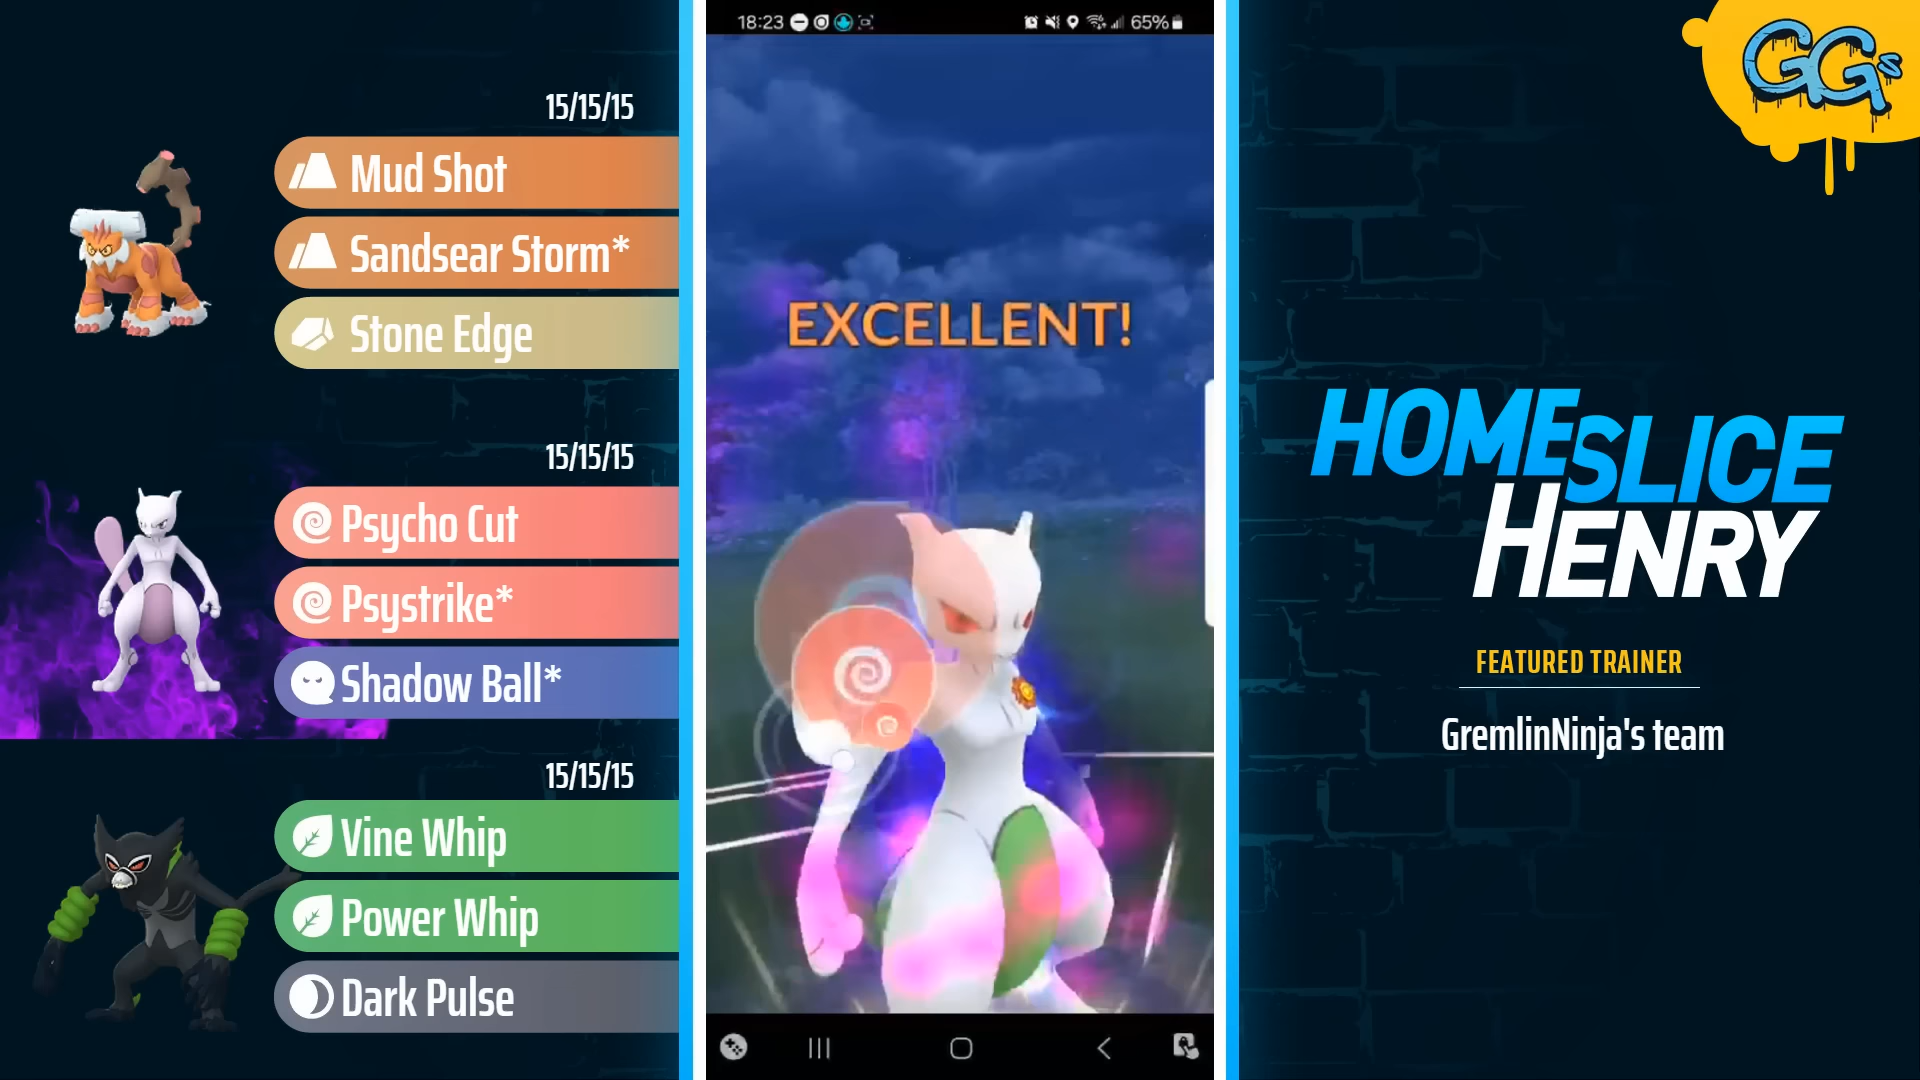 15/15/15
Mud Shot
Sandsear Storm*
Stone Edge
15/15/15
Psycho Cut
Psystrike*
Shadow Ball*
15/15/15
Vine Whip
Power Whip
Dark Pulse
18:23
65%
EXCELLENT!
GGs
HOMESLICE
HENRY
FEATURED TRAINER
GremlinNinja's team